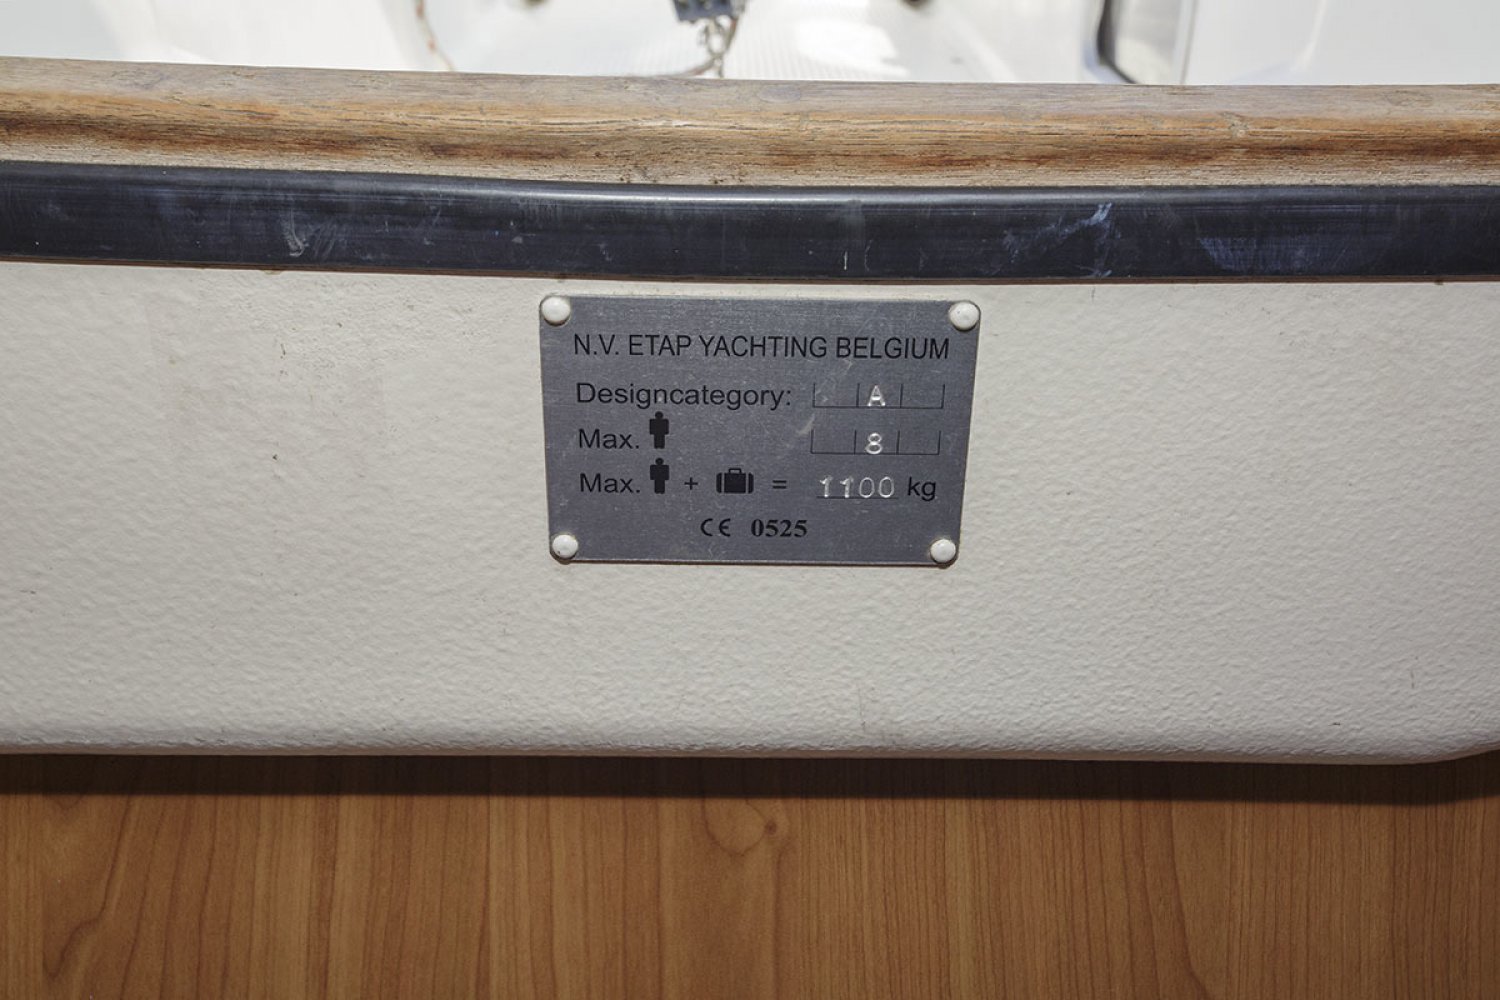 N.V. ETAP YACHTING BELGIUM
Designcategory: A
Max. 8
Max. + = 1100 kg
CE 0525